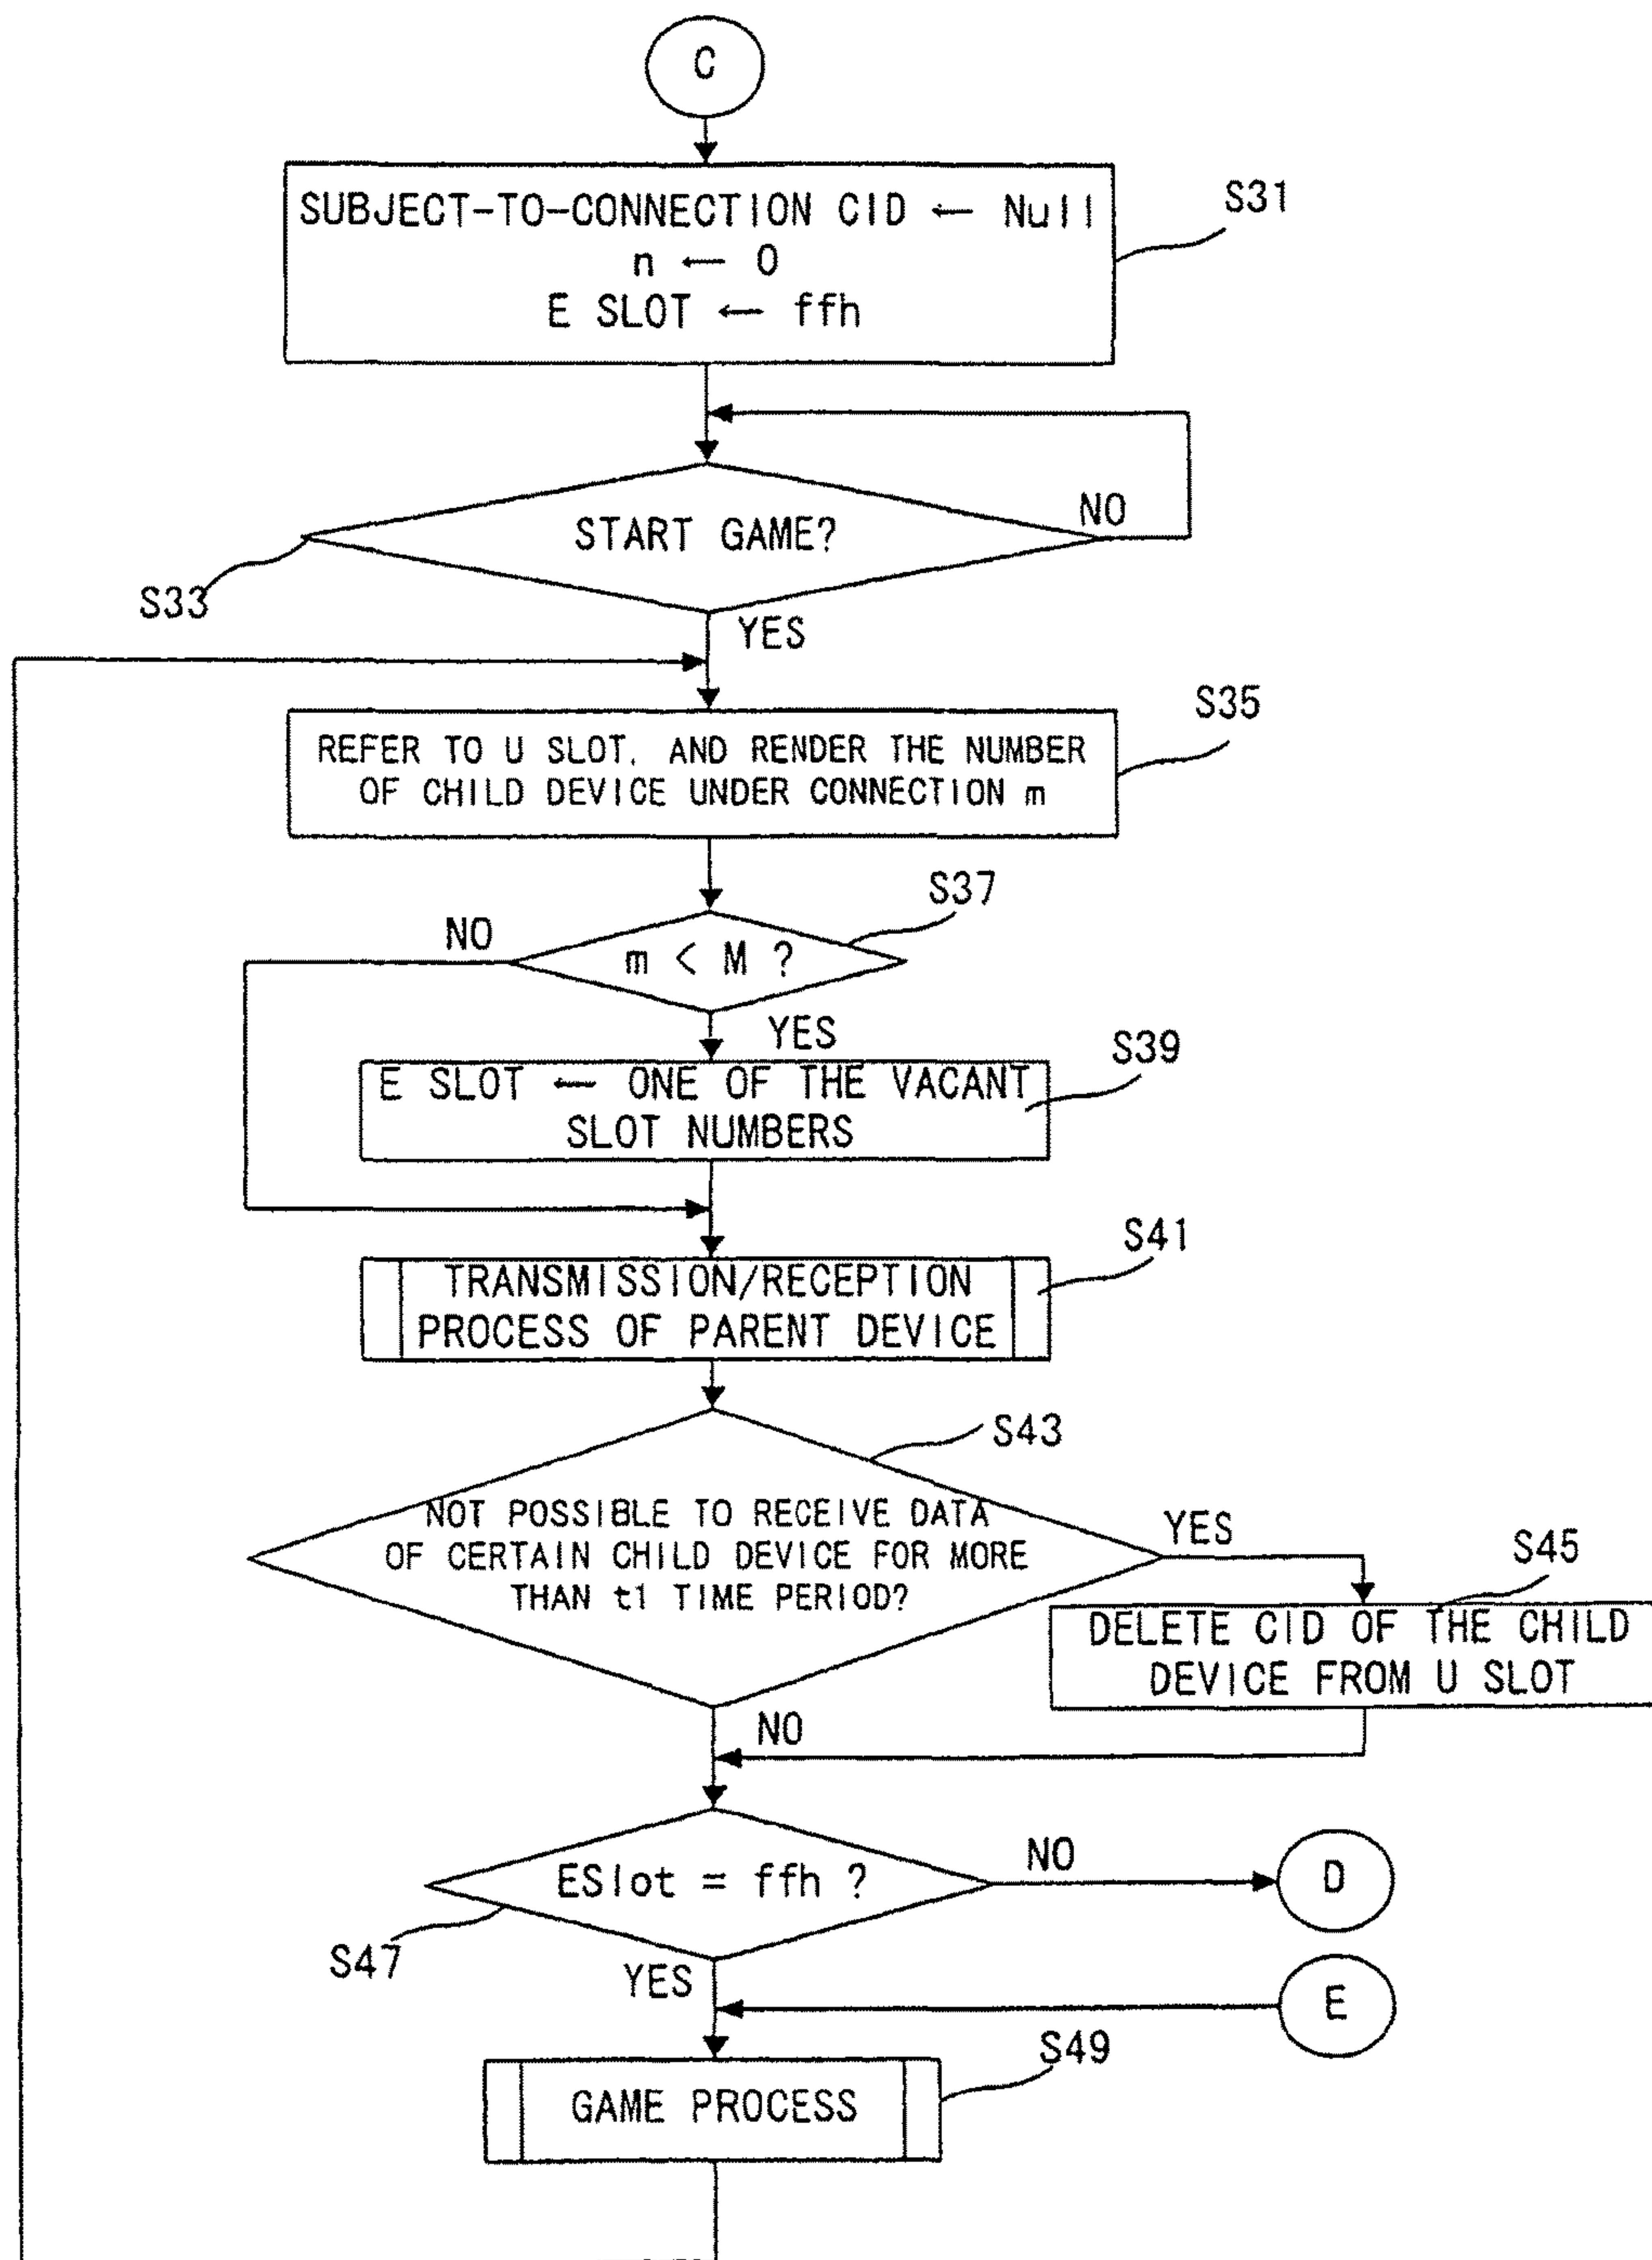 C
SUBJECT-TO-CONNECTION CID ← Null
n ← 0
E SLOT ← ffh
S31
START GAME?
NO
S33
YES
REFER TO U SLOT, AND RENDER THE NUMBER
OF CHILD DEVICE UNDER CONNECTION m
S35
S37
NO
m < M ?
YES
S39
E SLOT ← ONE OF THE VACANT
SLOT NUMBERS
S41
TRANSMISSION/RECEPTION
PROCESS OF PARENT DEVICE
S43
NOT POSSIBLE TO RECEIVE DATA
OF CERTAIN CHILD DEVICE FOR MORE
THAN t1 TIME PERIOD?
YES
S45
DELETE CID OF THE CHILD
DEVICE FROM U SLOT
NO
ESlot = ffh ?
NO
D
S47
YES
E
S49
GAME PROCESS